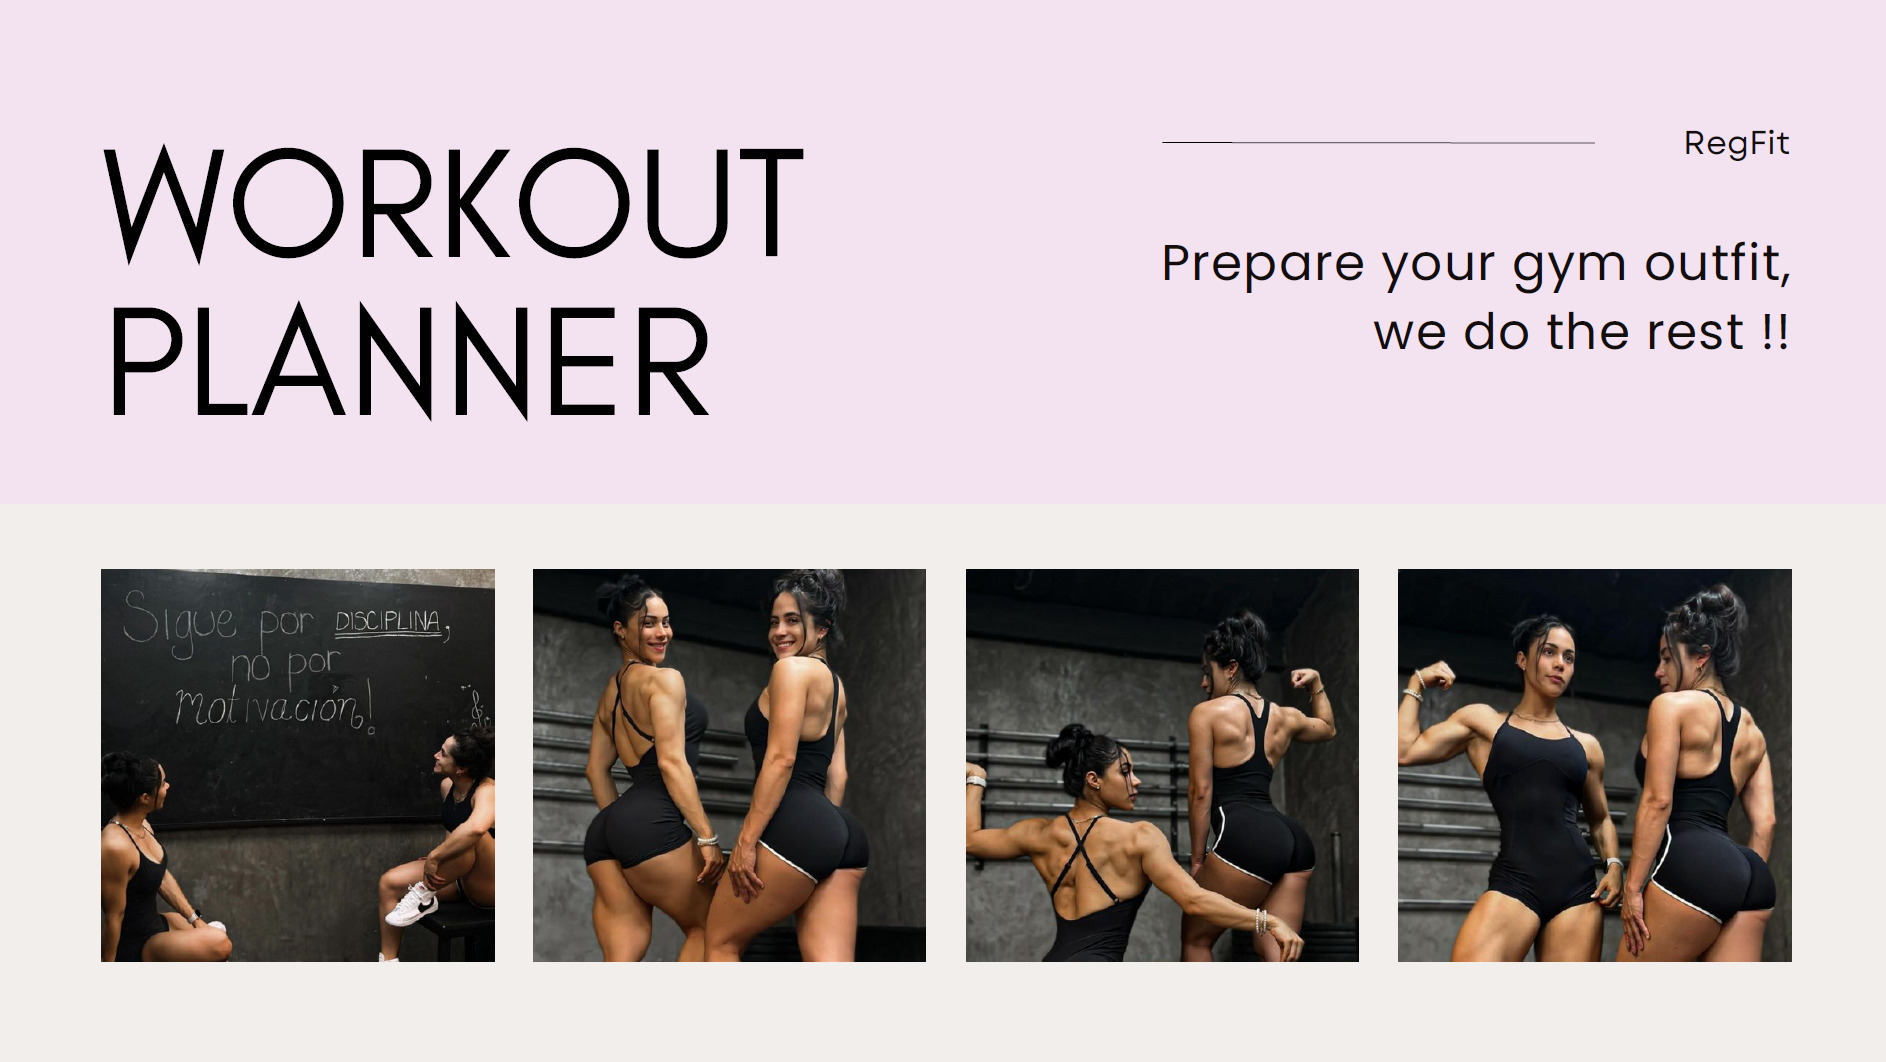 WORKOUT
PLANNER
RegFit
Prepare your gym outfit,
we do the rest !!
Sigue por DISCIPLINA,
no por
motivación!